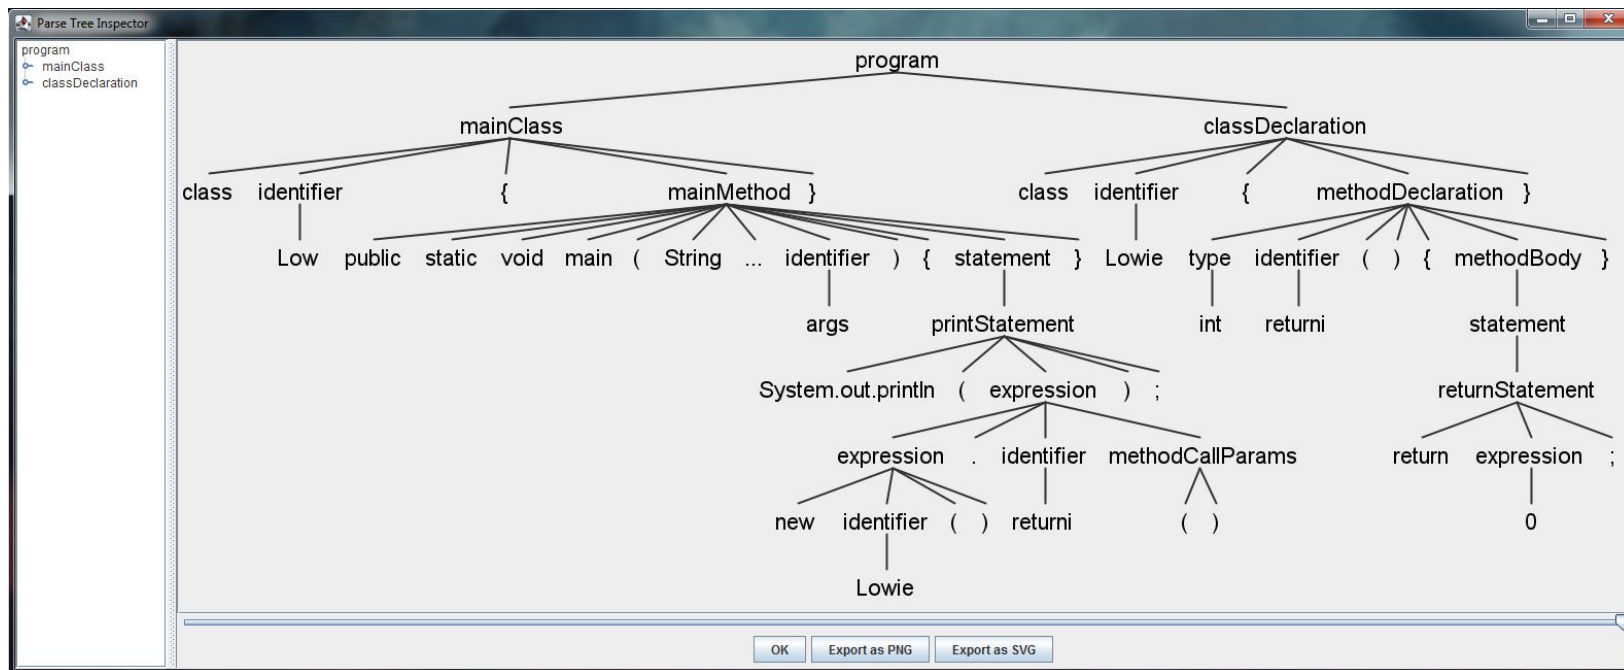 Parse Tree Inspector
program
mainClass
classDeclaration
program
mainClass classDeclaration
class identifier { mainMethod } class identifier { methodDeclaration }
Low public static void main ( String ... identifier ) { statement } Lowie type identifier ( ) { methodBody }
args printStatement int returni statement
System.out.println ( expression ) ; returnStatement
expression . identifier methodCallParams return expression ;
new identifier ( ) returni ( ) 0
Lowie
OK Export as PNG Export as SVG